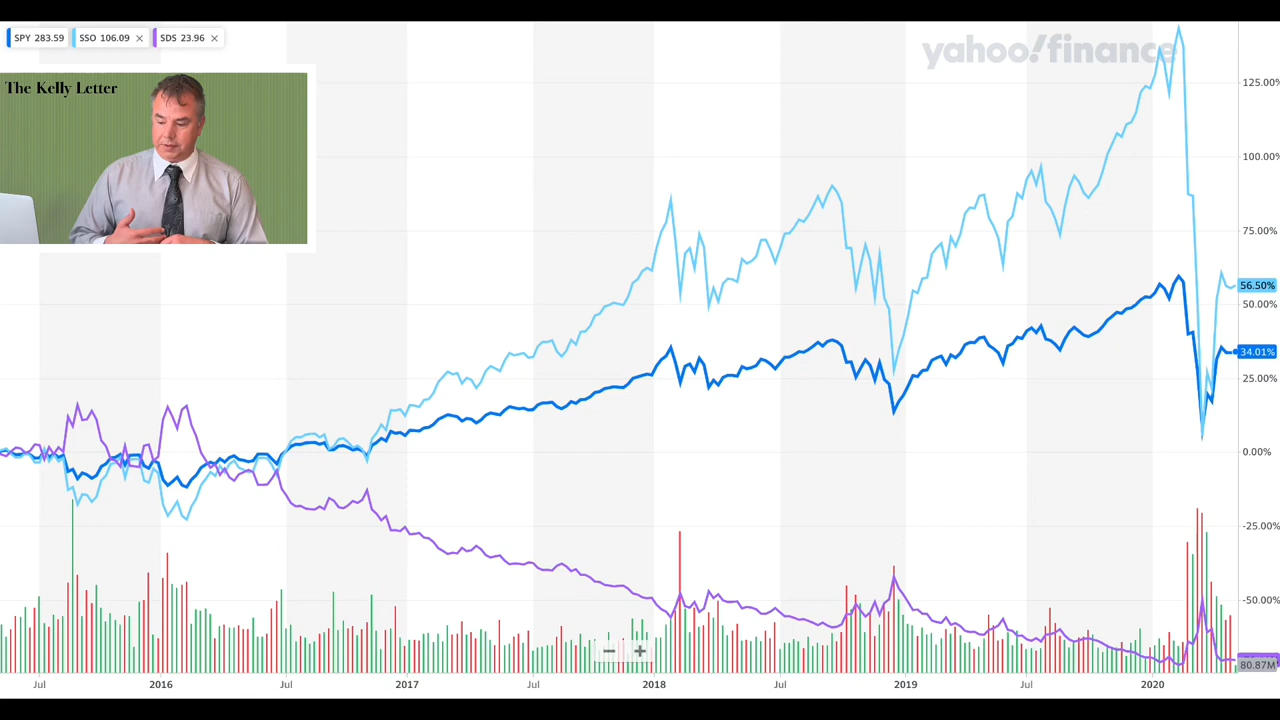 SPY 283.59
SSO 106.09 ×
SDS 23.96 ×
yahoo!finance
The Kelly Letter
125.00%
100.00%
75.00%
56.50%
50.00%
34.01%
25.00%
0.00%
-25.00%
-50.00%
80.87M
Jul
2016
Jul
2017
Jul
2018
Jul
2019
Jul
2020